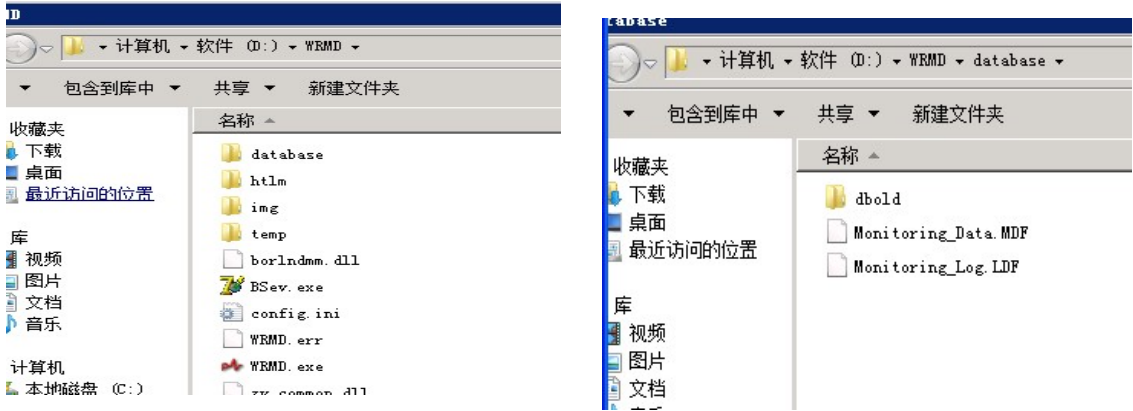 MD
计算机 软件 (D:) WRMD
包含到库中 共享 新建文件夹
收藏夹
下载
桌面
最近访问的位置
库
视频
图片
文档
音乐
计算机
本地磁盘 (C:)
名称
database
htlm
img
temp
borlndmm.dll
BSev.exe
config.ini
WRMD.err
WRMD.exe
tabase
计算机 软件 (D:) WRMD database
包含到库中 共享 新建文件夹
收藏夹
下载
桌面
最近访问的位置
库
视频
图片
文档
名称
dbold
Monitoring_Data.MDF
Monitoring_Log.LDF